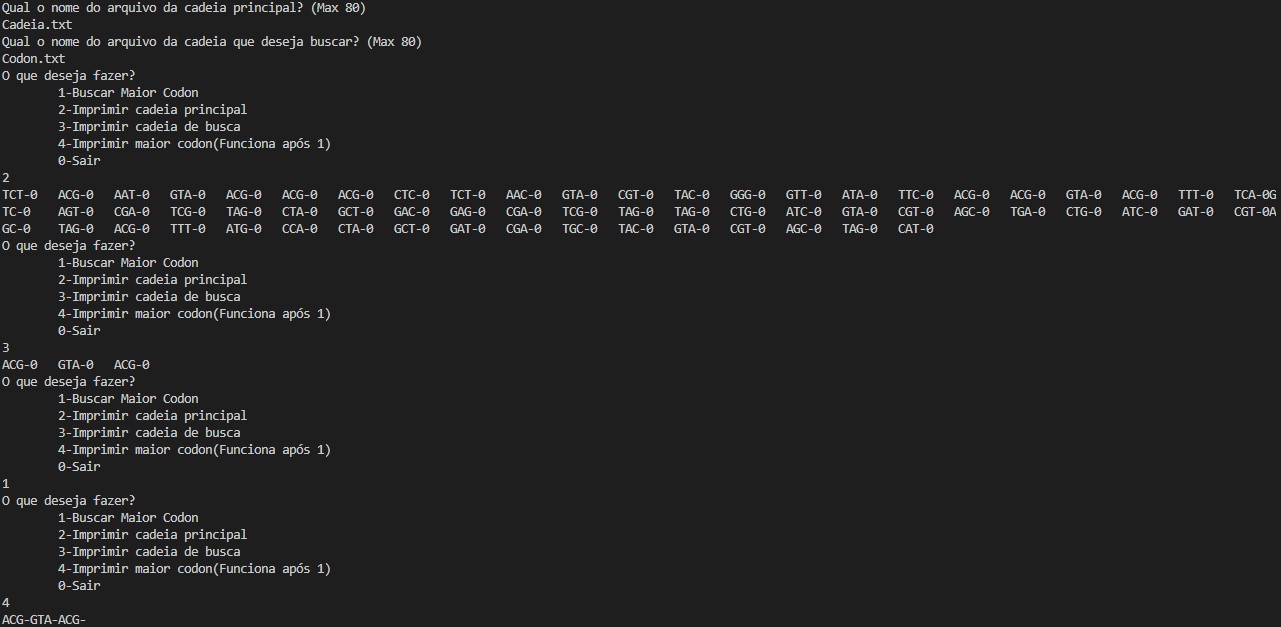 Qual o nome do arquivo da cadeia principal? (Max 80)
Cadeia.txt
Qual o nome do arquivo da cadeia que deseja buscar? (Max 80)
Codon.txt
O que deseja fazer?
1-Buscar Maior Codon
2-Imprimir cadeia principal
3-Imprimir cadeia de busca
4-Imprimir maior codon(Funciona após 1)
0-Sair
2
TCT-0 ACG-0 AAT-0 GTA-0 ACG-0 ACG-0 ACG-0 CTC-0 TCT-0 AAC-0 GTA-0 CGT-0 TAC-0 GGG-0 GTT-0 ATA-0 TTC-0 ACG-0 ACG-0 GTA-0 ACG-0 TTT-0 TCA-0G
TC-0 AGT-0 CGA-0 TCG-0 TAG-0 CTA-0 GCT-0 GAC-0 GAG-0 CGA-0 TCG-0 TAG-0 TAG-0 CTG-0 ATC-0 GTA-0 CGT-0 AGC-0 TGA-0 CTG-0 ATC-0 GAT-0 CGT-0A
GC-0 TAG-0 ACG-0 TTT-0 ATG-0 CCA-0 CTA-0 GCT-0 GAT-0 CGA-0 TGC-0 TAC-0 GTA-0 CGT-0 AGC-0 TAG-0 CAT-0
O que deseja fazer?
1-Buscar Maior Codon
2-Imprimir cadeia principal
3-Imprimir cadeia de busca
4-Imprimir maior codon(Funciona após 1)
0-Sair
3
ACG-0 GTA-0 ACG-0
O que deseja fazer?
1-Buscar Maior Codon
2-Imprimir cadeia principal
3-Imprimir cadeia de busca
4-Imprimir maior codon(Funciona após 1)
0-Sair
1
O que deseja fazer?
1-Buscar Maior Codon
2-Imprimir cadeia principal
3-Imprimir cadeia de busca
4-Imprimir maior codon(Funciona após 1)
0-Sair
4
ACG-GTA-ACG-